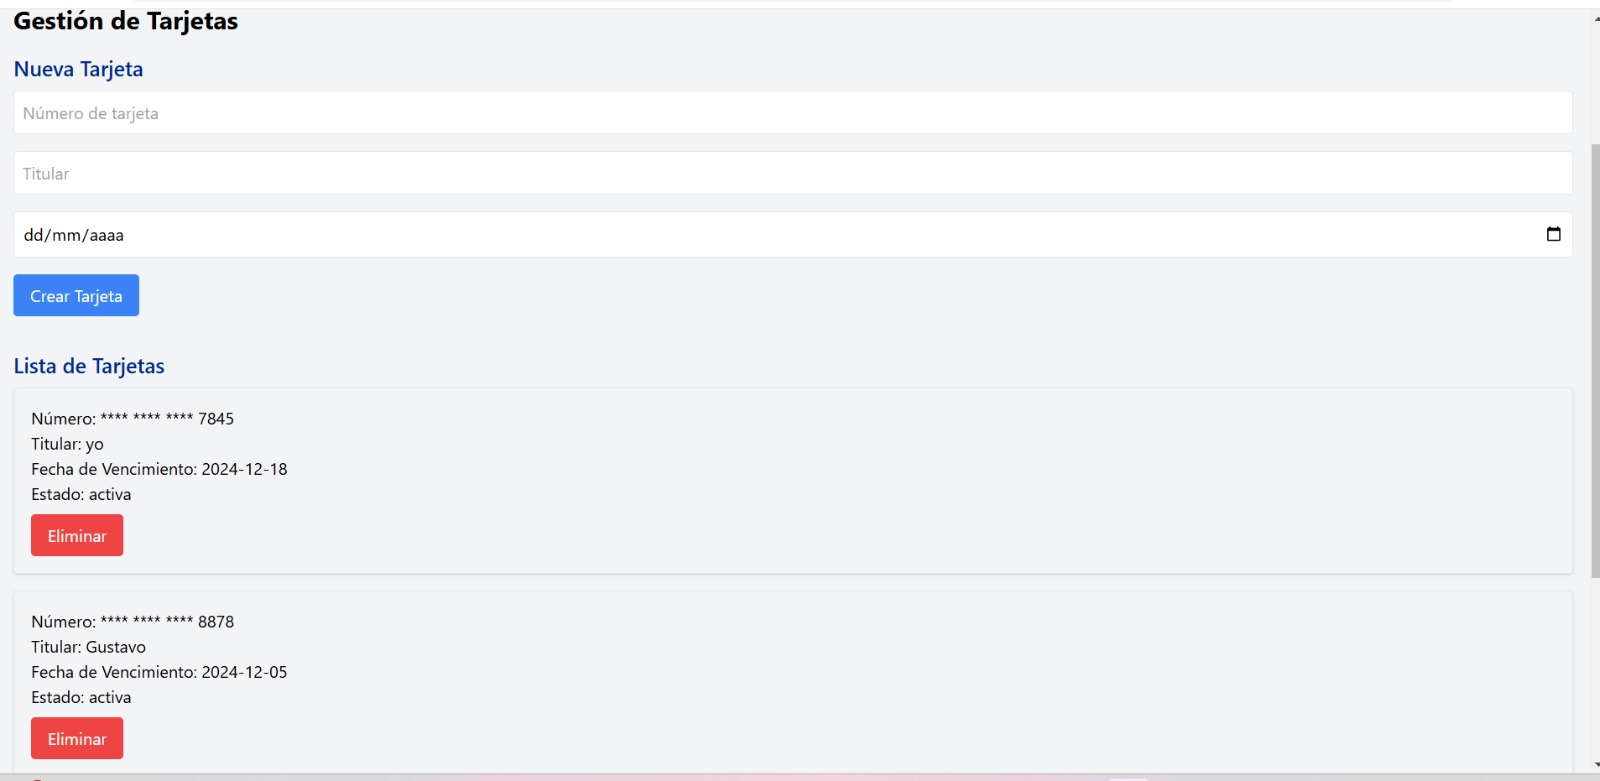 Gestión de Tarjetas
Nueva Tarjeta
Número de tarjeta
Titular
dd/mm/aaaa
Crear Tarjeta
Lista de Tarjetas
Número: **** **** **** 7845
Titular: yo
Fecha de Vencimiento: 2024-12-18
Estado: activa
Eliminar
Número: **** **** **** 8878
Titular: Gustavo
Fecha de Vencimiento: 2024-12-05
Estado: activa
Eliminar